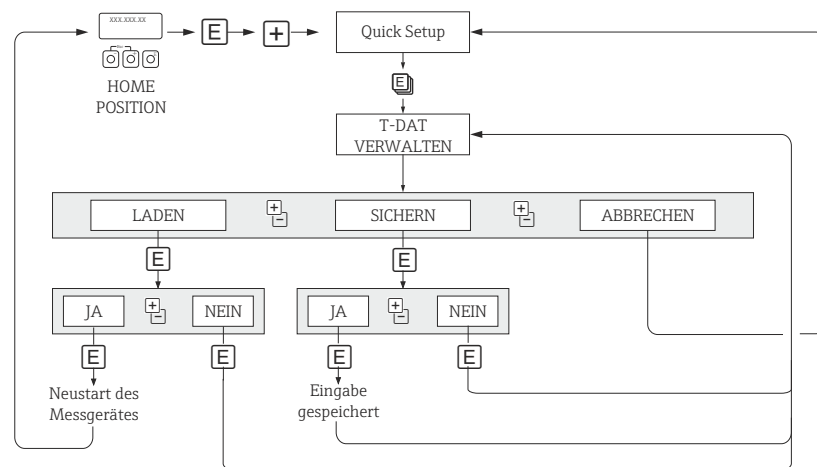 XXX.XXX.XX
E
+
Quick Setup
Esc
E
- +
HOME
POSITION
E
T-DAT
VERWALTEN
LADEN
+
-
SICHERN
+
-
ABBRECHEN
E
E
JA
+
-
NEIN
JA
+
-
NEIN
E
E
E
E
Neustart des
Messgerätes
Eingabe
gespeichert